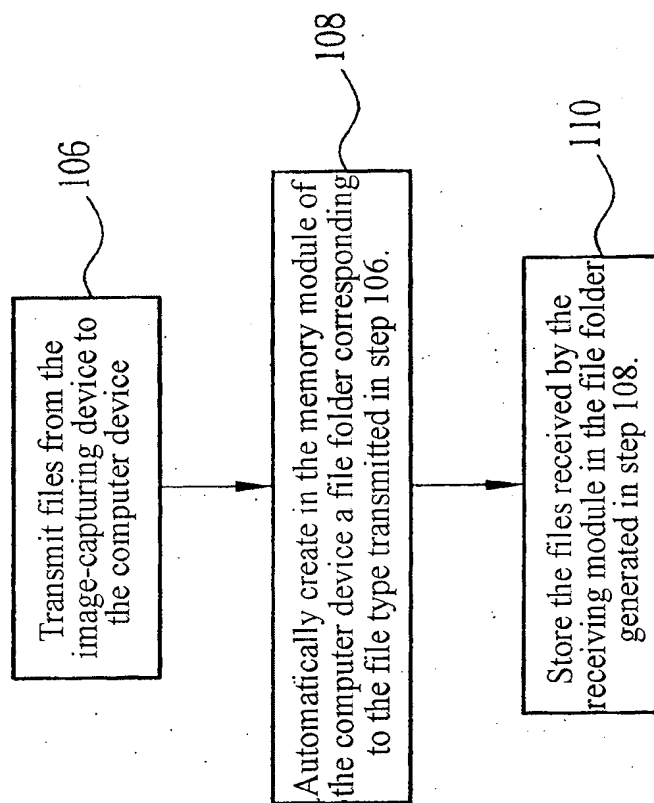 106
Transmit files from the
image-capturing device to
the computer device
108
Automatically create in the memory module of
the computer device a file folder corresponding
to the file type transmitted in step 106.
110
Store the files received by the
receiving module in the file folder
generated in step 108.